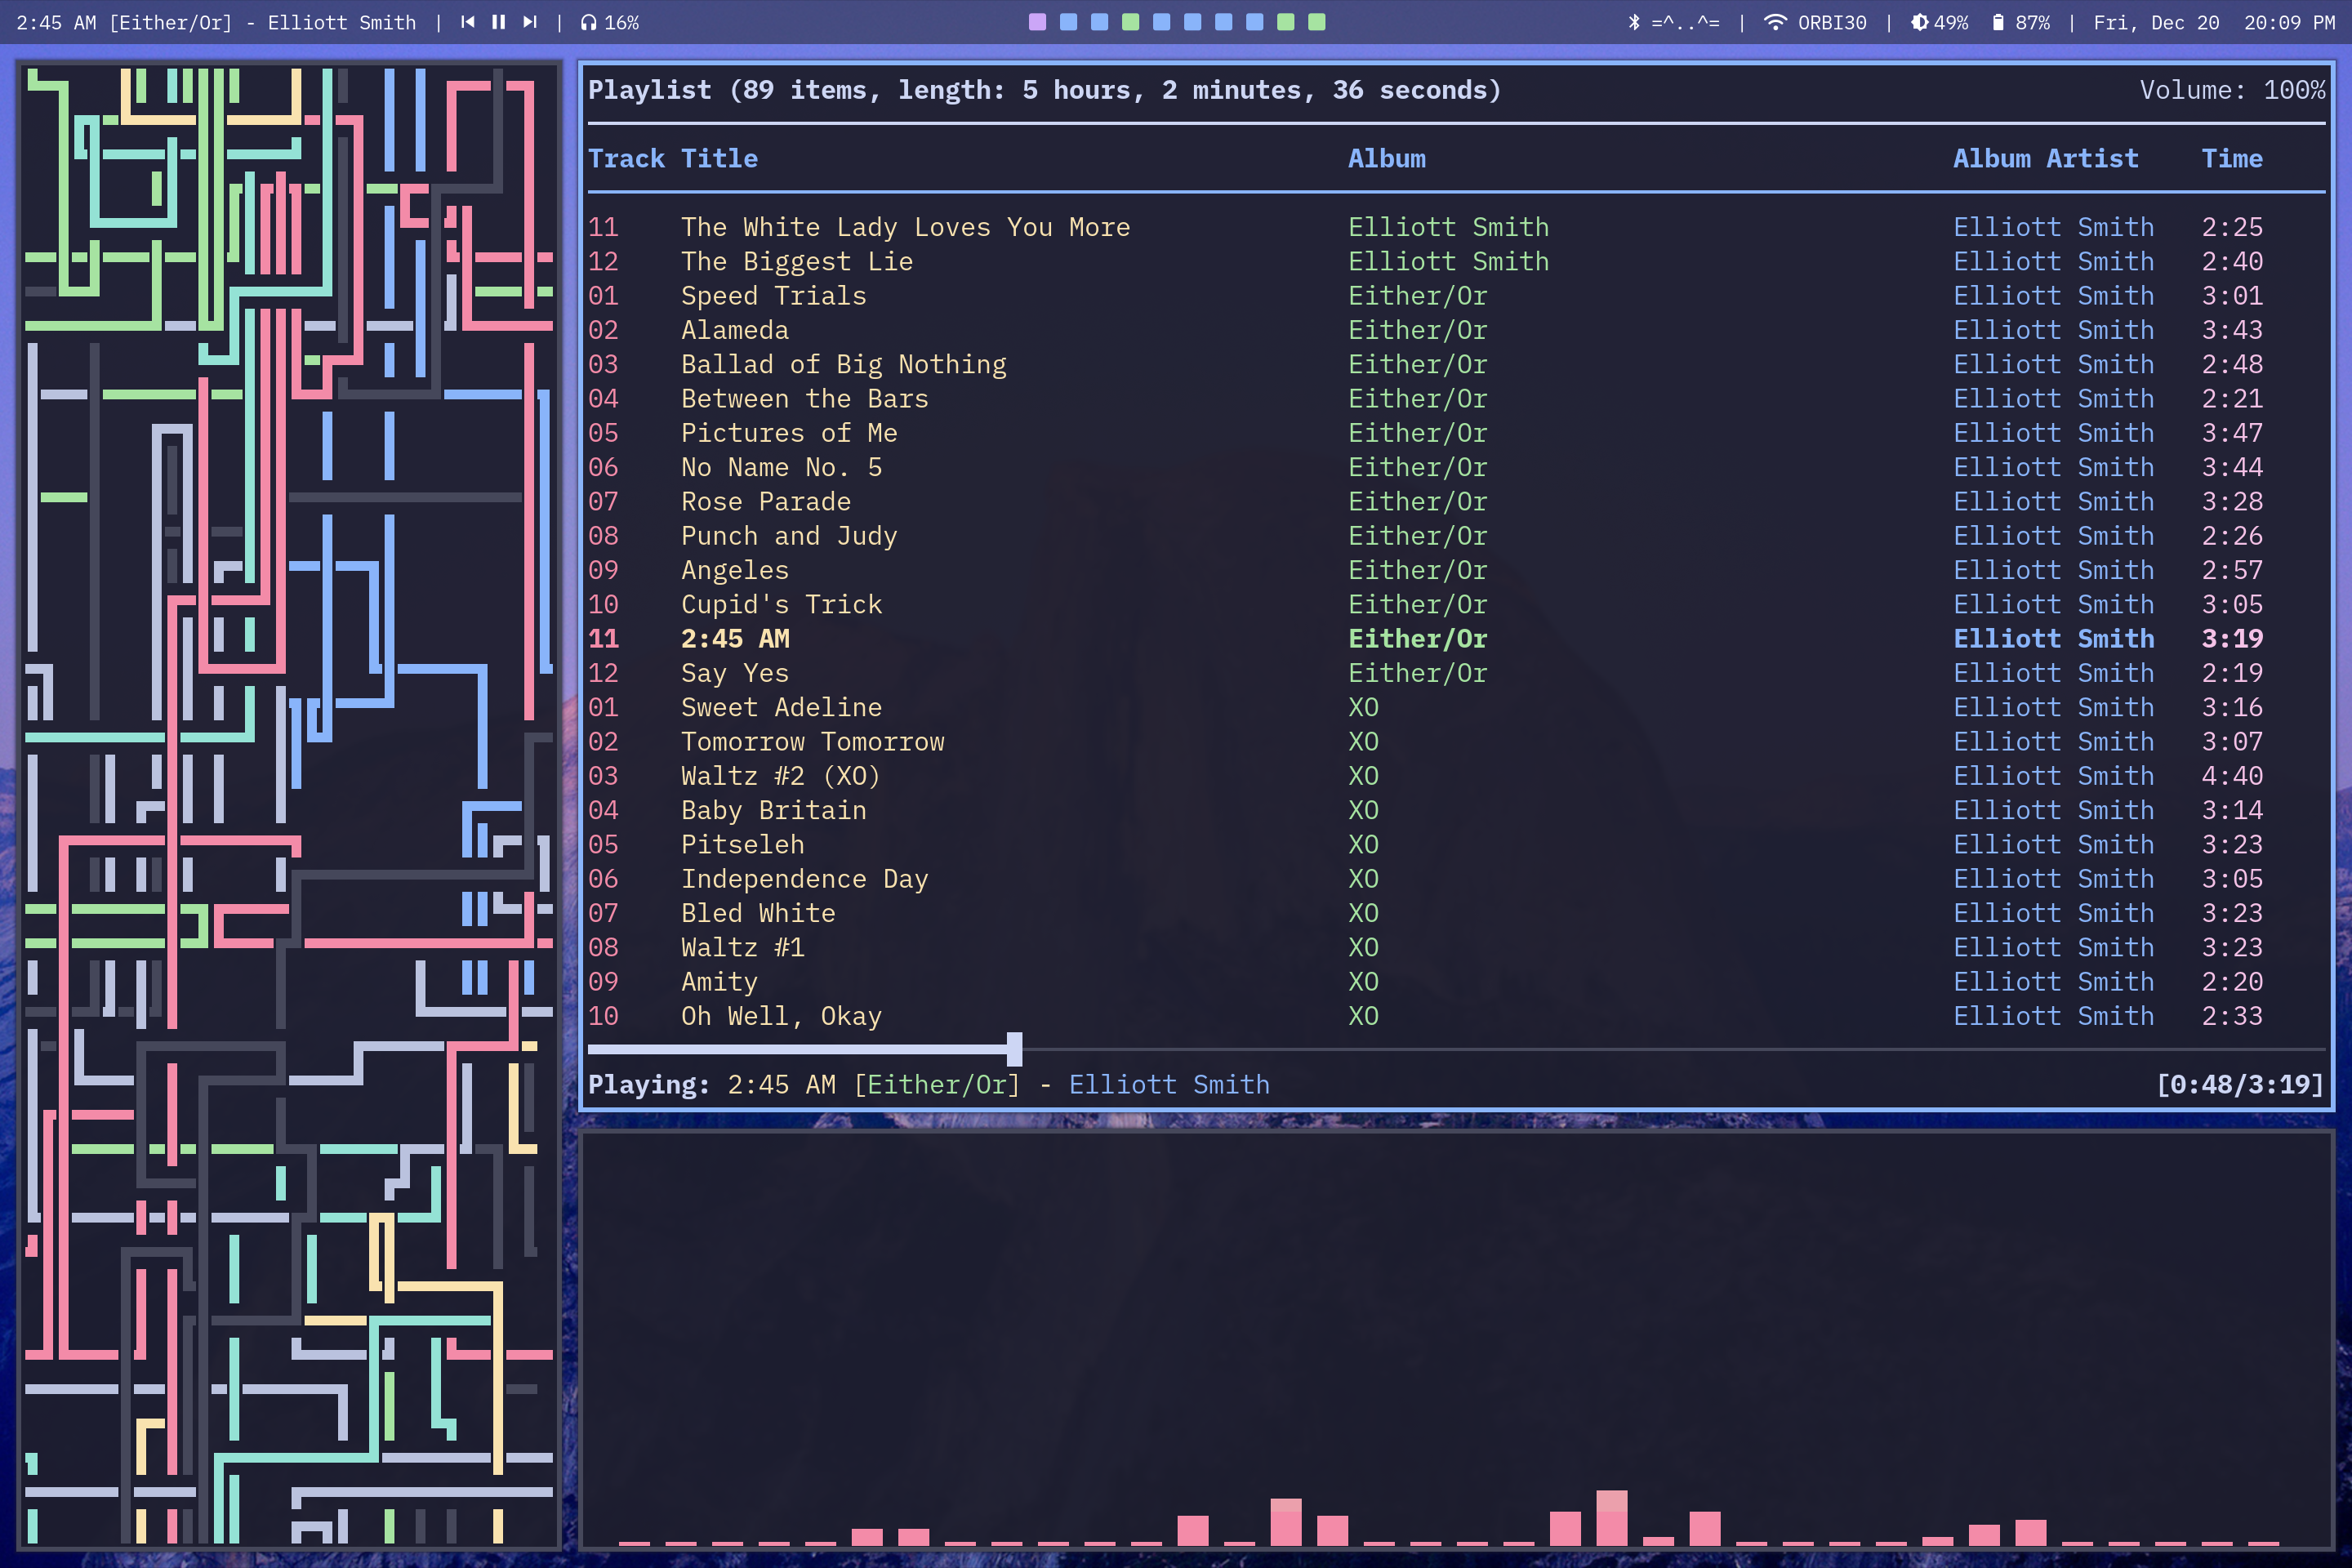 2:45 AM [Either/Or] - Elliott Smith | | 16% =^..^= | ORBI30 | 49% 87% | Fri, Dec 20 20:09 PM
Playlist (89 items, length: 5 hours, 2 minutes, 36 seconds) Volume: 100%
Track Title Album Album Artist Time
11 The White Lady Loves You More Elliott Smith Elliott Smith 2:25
12 The Biggest Lie Elliott Smith Elliott Smith 2:40
01 Speed Trials Either/Or Elliott Smith 3:01
02 Alameda Either/Or Elliott Smith 3:43
03 Ballad of Big Nothing Either/Or Elliott Smith 2:48
04 Between the Bars Either/Or Elliott Smith 2:21
05 Pictures of Me Either/Or Elliott Smith 3:47
06 No Name No. 5 Either/Or Elliott Smith 3:44
07 Rose Parade Either/Or Elliott Smith 3:28
08 Punch and Judy Either/Or Elliott Smith 2:26
09 Angeles Either/Or Elliott Smith 2:57
10 Cupid's Trick Either/Or Elliott Smith 3:05
11 2:45 AM Either/Or Elliott Smith 3:19
12 Say Yes Either/Or Elliott Smith 2:19
01 Sweet Adeline XO Elliott Smith 3:16
02 Tomorrow Tomorrow XO Elliott Smith 3:07
03 Waltz #2 (XO) XO Elliott Smith 4:40
04 Baby Britain XO Elliott Smith 3:14
05 Pitseleh XO Elliott Smith 3:23
06 Independence Day XO Elliott Smith 3:05
07 Bled White XO Elliott Smith 3:23
08 Waltz #1 XO Elliott Smith 3:23
09 Amity XO Elliott Smith 2:20
10 Oh Well, Okay XO Elliott Smith 2:33
Playing: 2:45 AM [Either/Or] - Elliott Smith [0:48/3:19]